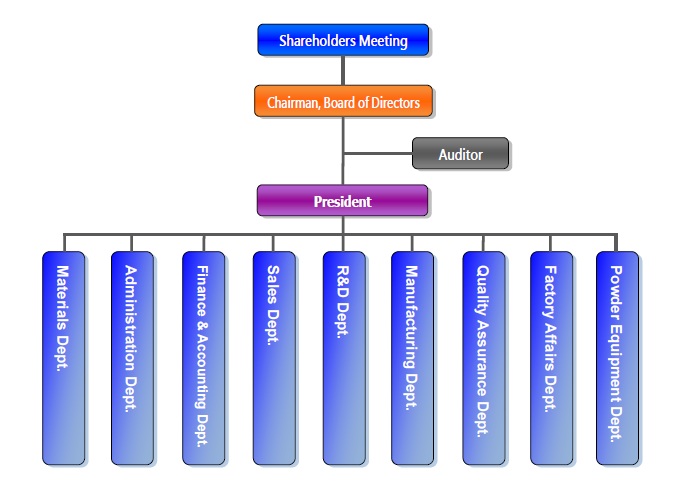 Shareholders Meeting
Chairman, Board of Directors
Auditor
President
Materials Dept.
Administration Dept.
Finance & Accounting Dept.
Sales Dept.
R&D Dept.
Manufacturing Dept.
Quality Assurance Dept.
Factory Affairs Dept.
Powder Equipment Dept.